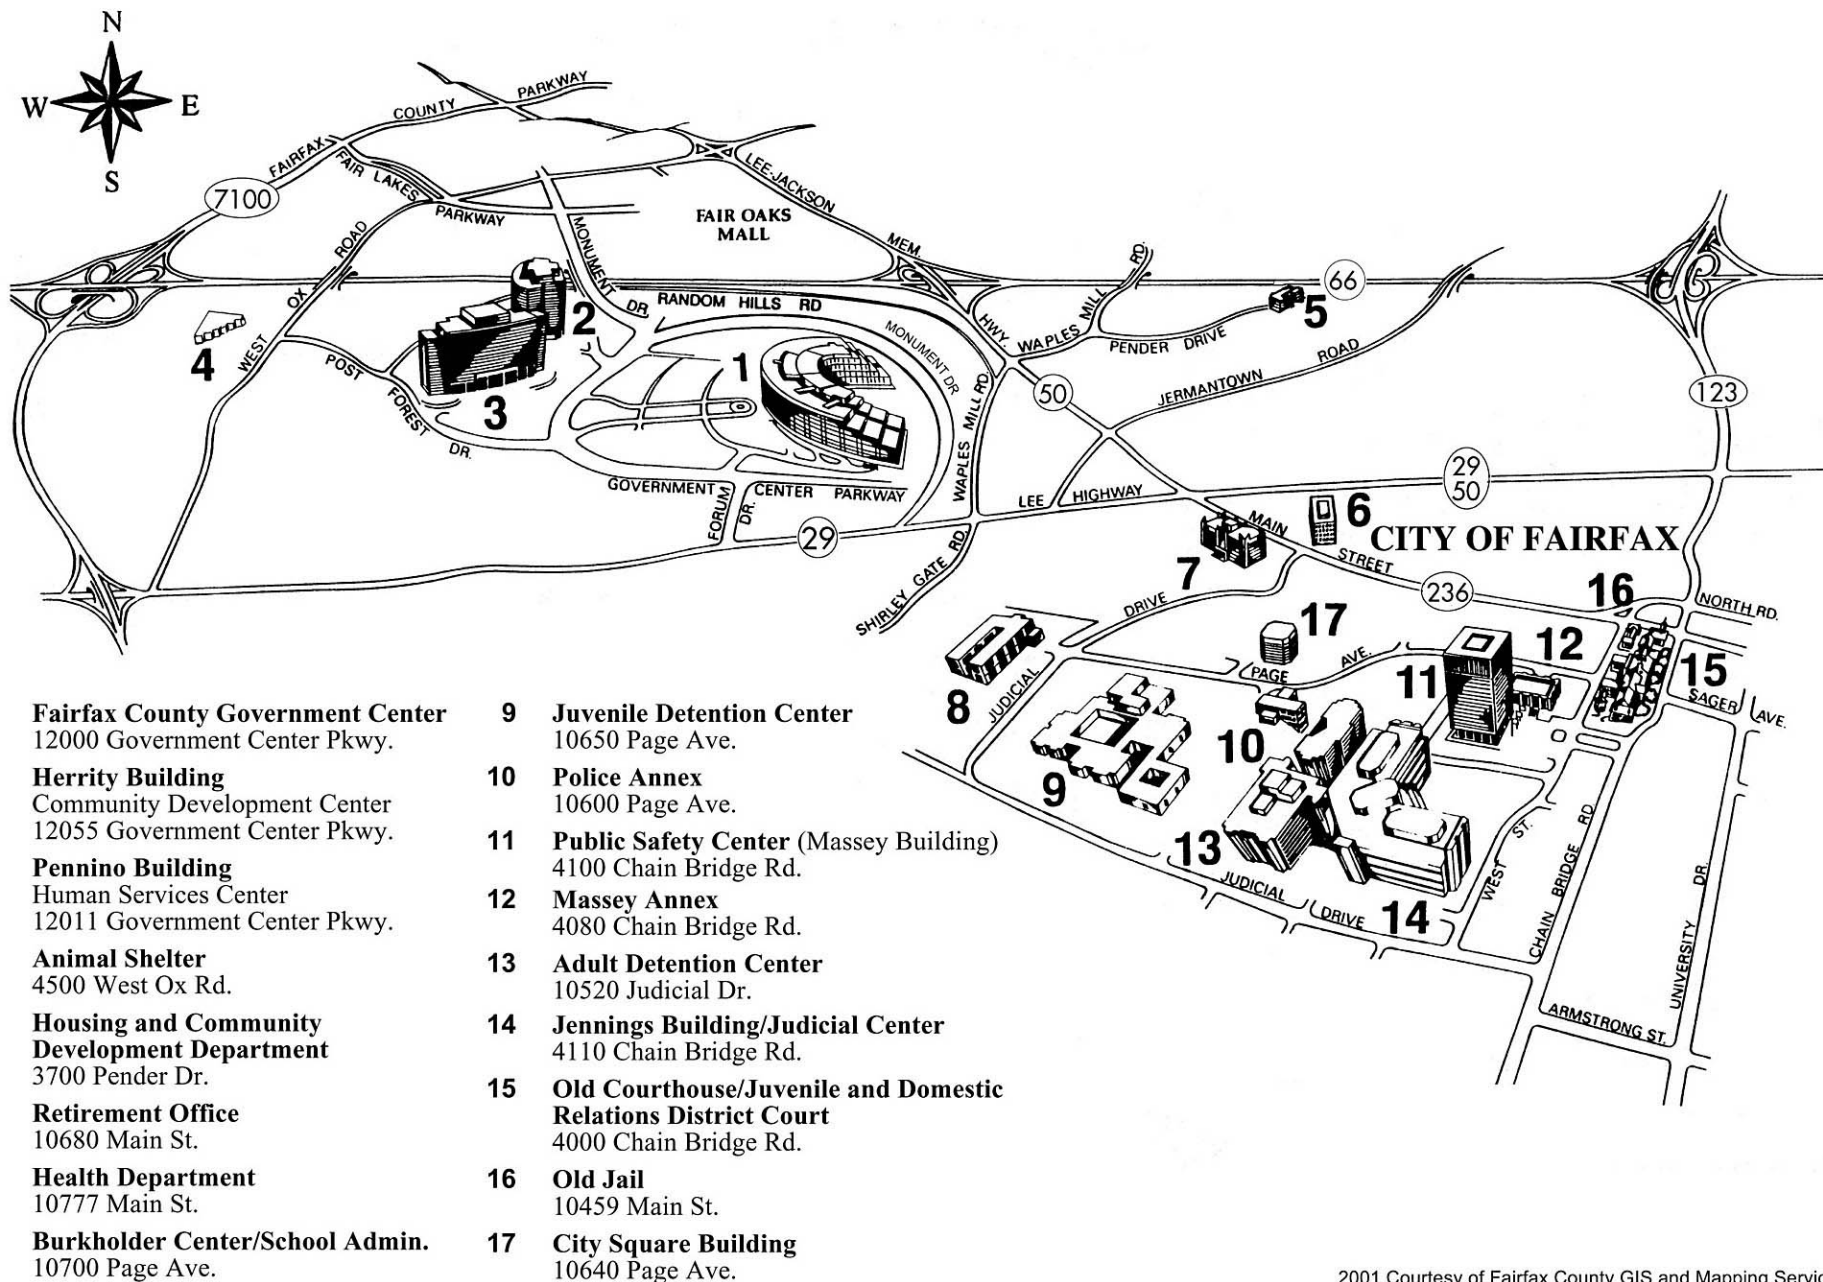 N
W E
S
COUNTY PARKWAY
FAIRFAX
FAIR LAKES
PARKWAY
7100
LEE-JACKSON
MEM.
HWY.
FAIR OAKS
MALL
WEST OX ROAD
MONUMENT DR.
RANDOM HILLS RD
MONUMENT DR
WAPLES MILL RD.
PENDER DRIVE
66
5
2
4
3
1
POST FOREST DR.
WAPLES MILL RD.
50
JERMANTOWN ROAD
123
GOVERNMENT CENTER PARKWAY
FORUM DR.
29
LEE HIGHWAY
29
50
SHIRLEY GATE RD.
MAIN STREET
6
CITY OF FAIRFAX
7
236
16
NORTH RD.
DRIVE
17
12
PAGE AVE.
11
15
SAGER AVE.
8
JUDICIAL
10
9
13
JUDICIAL DRIVE
14
WEST ST.
CHAIN BRIDGE RD
UNIVERSITY DR.
ARMSTRONG ST.
Fairfax County Government Center
12000 Government Center Pkwy.
Herrity Building
Community Development Center
12055 Government Center Pkwy.
Pennino Building
Human Services Center
12011 Government Center Pkwy.
Animal Shelter
4500 West Ox Rd.
Housing and Community
Development Department
3700 Pender Dr.
Retirement Office
10680 Main St.
Health Department
10777 Main St.
Burkholder Center/School Admin.
10700 Page Ave.
9 Juvenile Detention Center
10650 Page Ave.
10 Police Annex
10600 Page Ave.
11 Public Safety Center (Massey Building)
4100 Chain Bridge Rd.
12 Massey Annex
4080 Chain Bridge Rd.
13 Adult Detention Center
10520 Judicial Dr.
14 Jennings Building/Judicial Center
4110 Chain Bridge Rd.
15 Old Courthouse/Juvenile and Domestic
Relations District Court
4000 Chain Bridge Rd.
16 Old Jail
10459 Main St.
17 City Square Building
10640 Page Ave.
2001 Courtesy of Fairfax County GIS and Mapping Servic